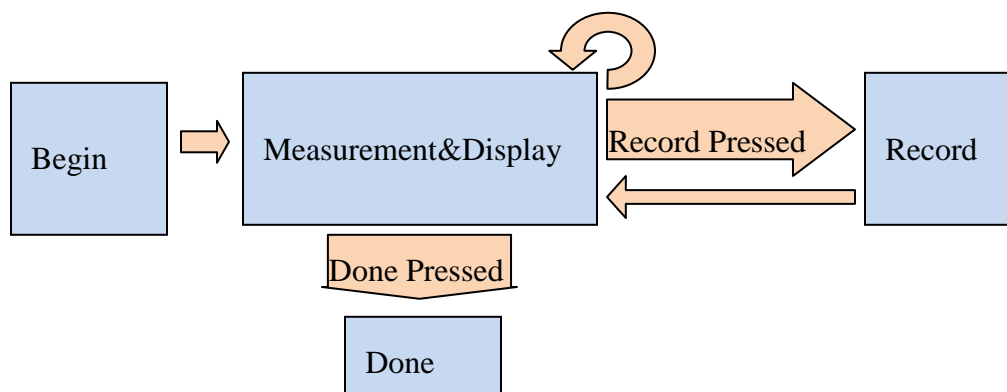 Begin
Measurement&Display
Record Pressed
Record
Done Pressed
Done